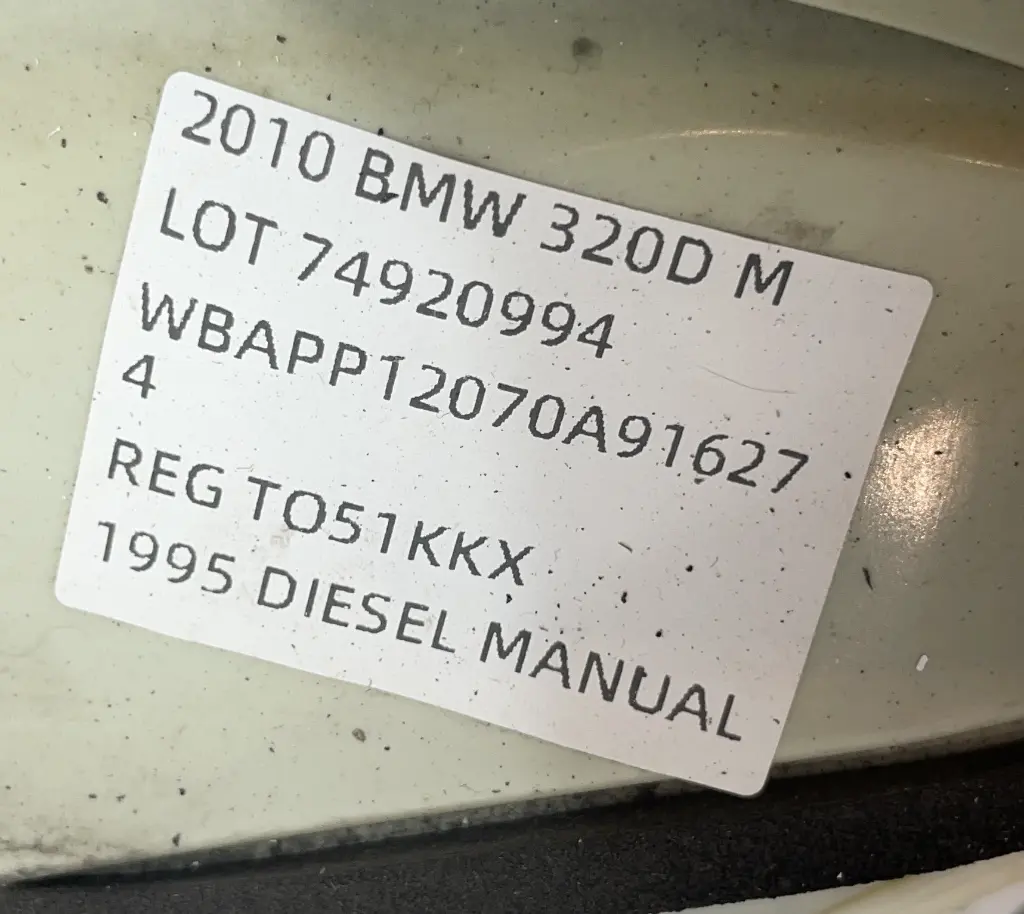 2010 BMW 320D M
LOT 74920994
WBAPP12070A91627
4
REG TO51KKX
1995 DIESEL MANUAL